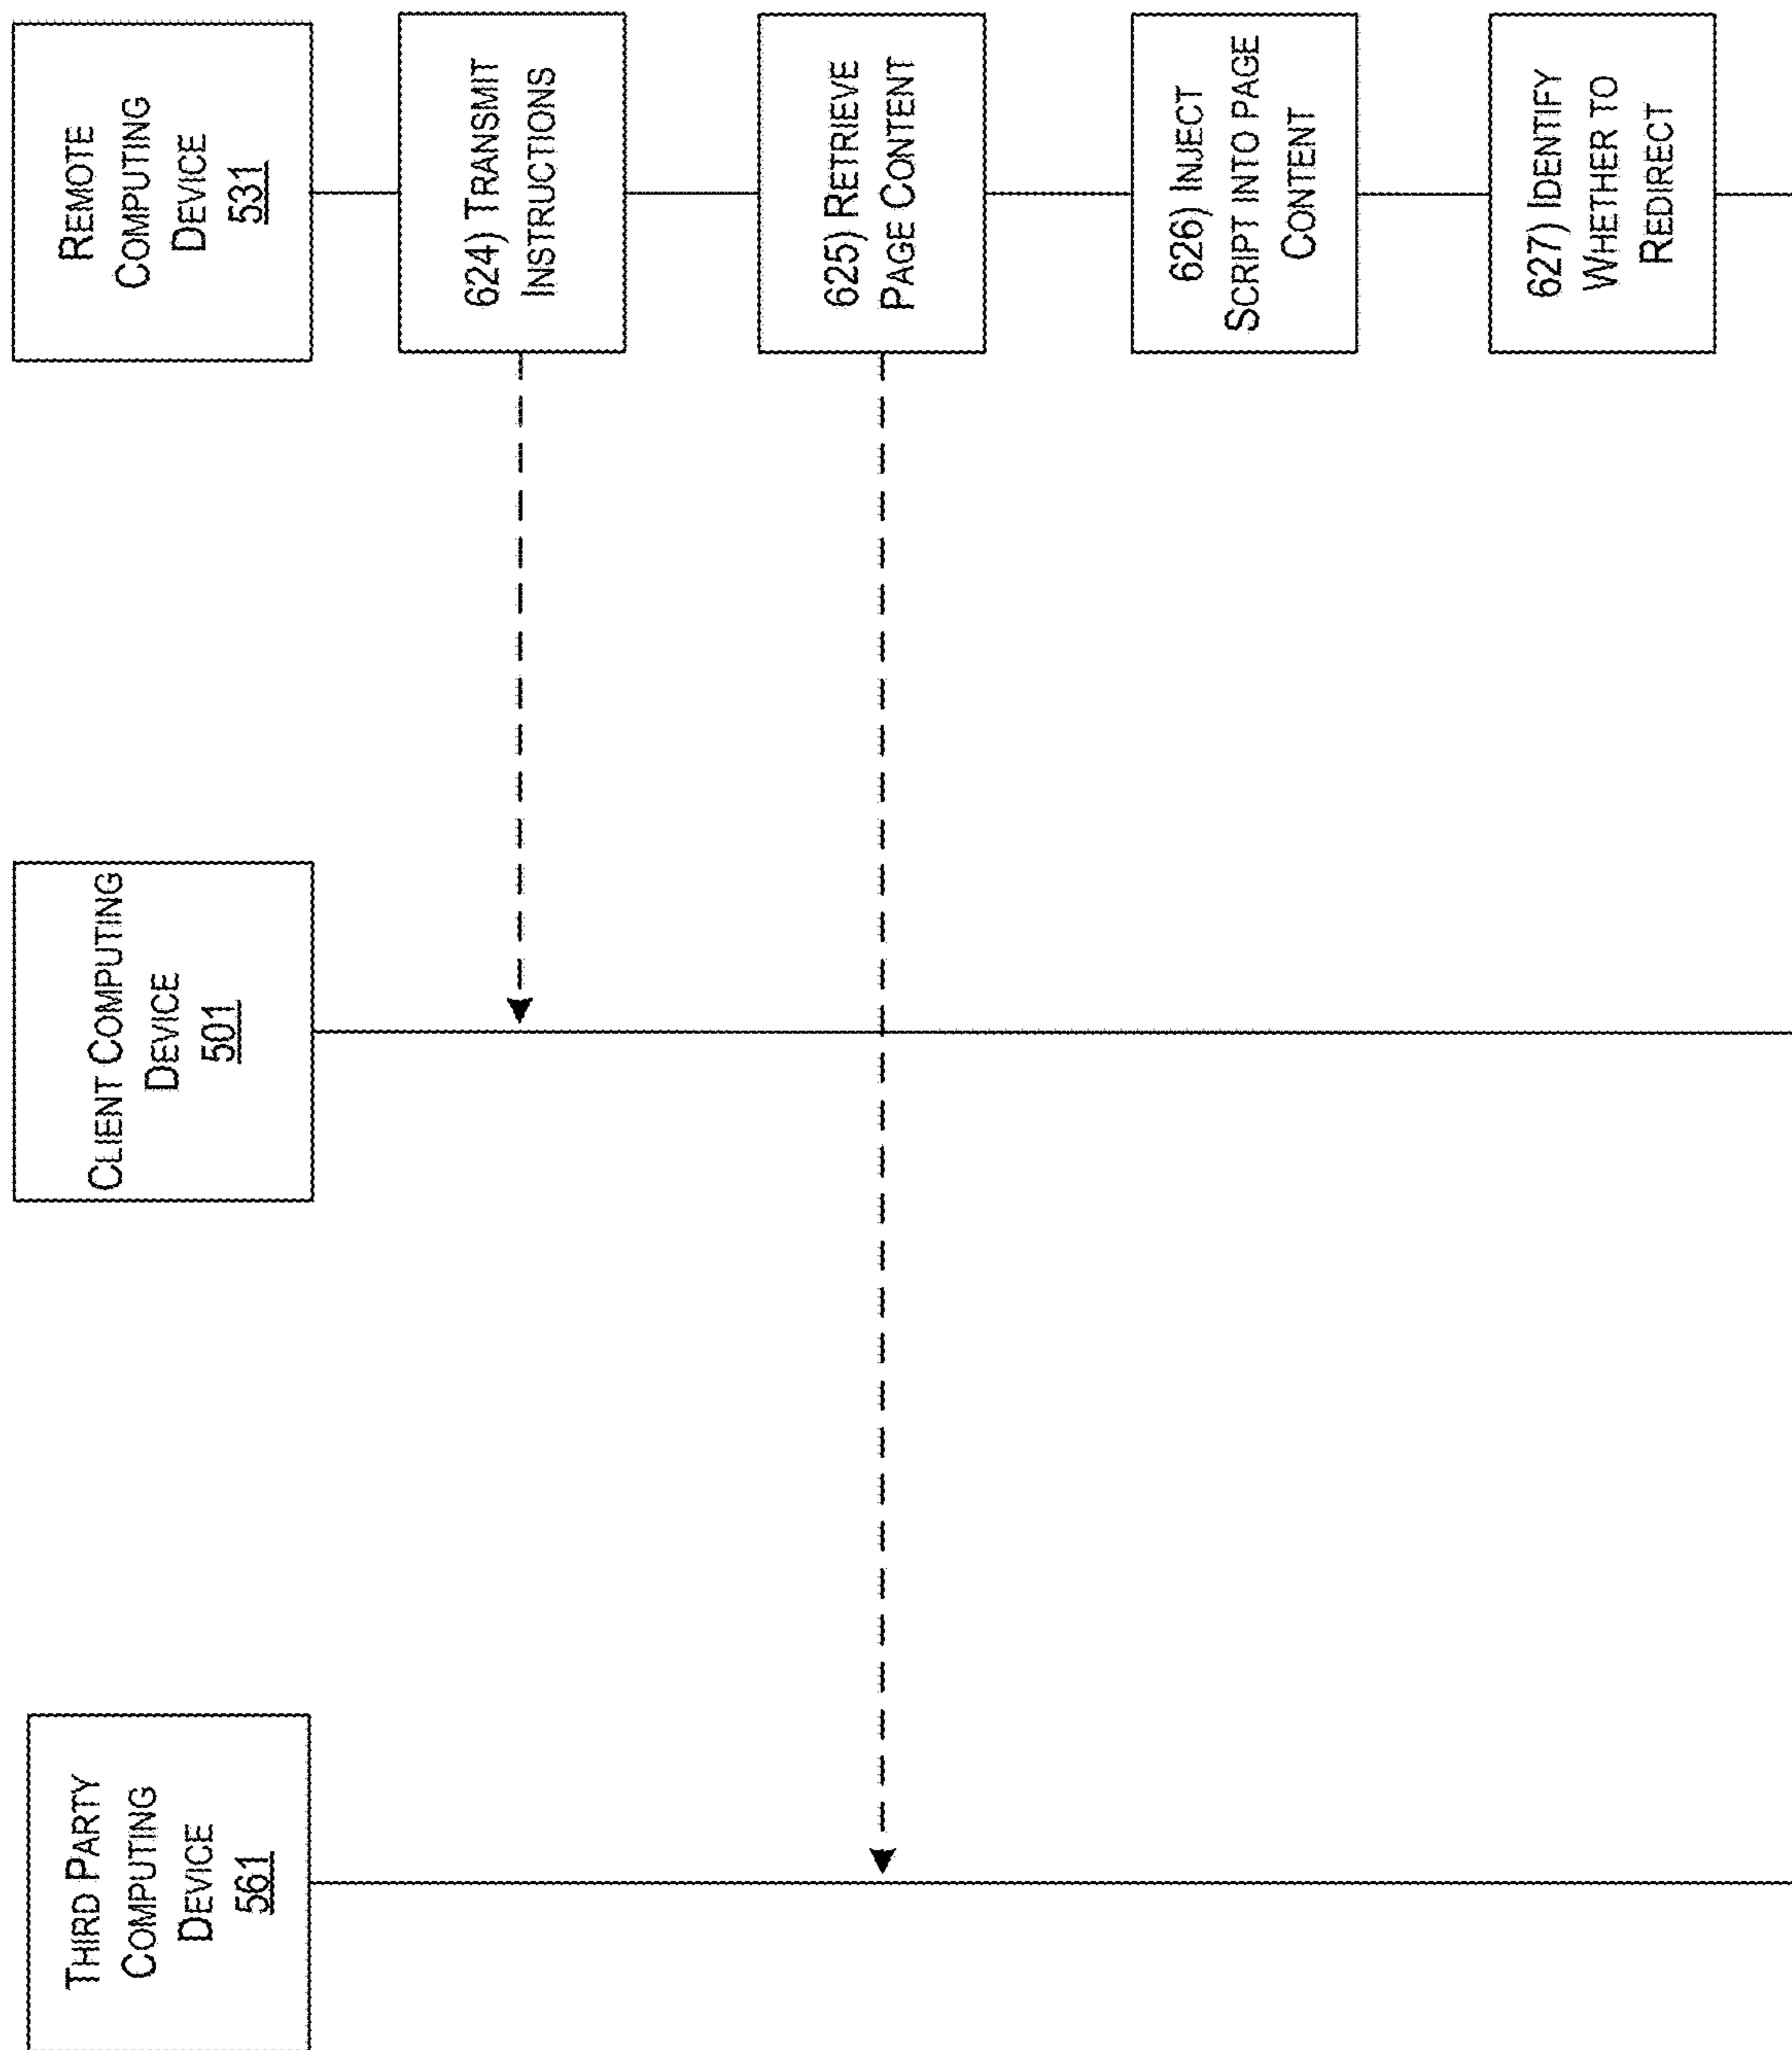 THIRD PARTY
COMPUTING
DEVICE
561
CLIENT COMPUTING
DEVICE
501
REMOTE
COMPUTING
DEVICE
531
624) TRANSMIT
INSTRUCTIONS
625) RETRIEVE
PAGE CONTENT
626) INJECT
SCRIPT INTO PAGE
CONTENT
627) IDENTIFY
WHETHER TO
REDIRECT